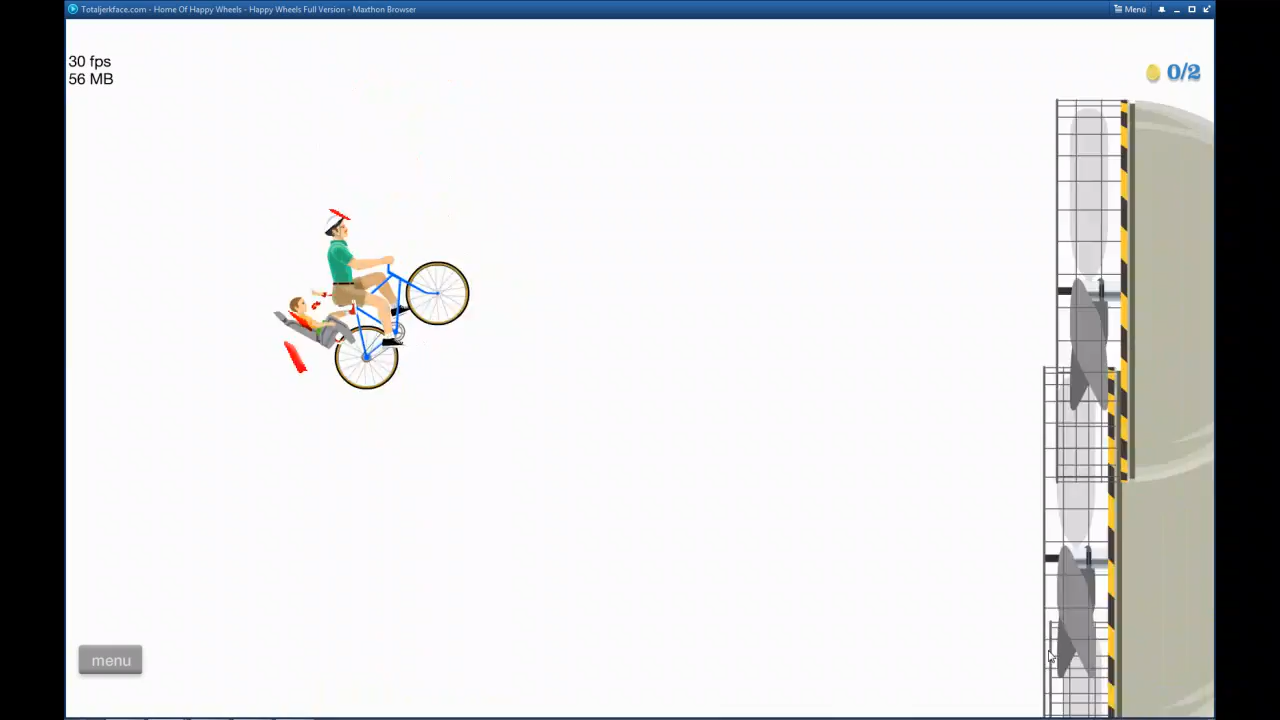 Totaljerkface.com - Home Of Happy Wheels - Happy Wheels Full Version - Maxthon Browser
Menü
30 fps
56 MB
0/2
menu